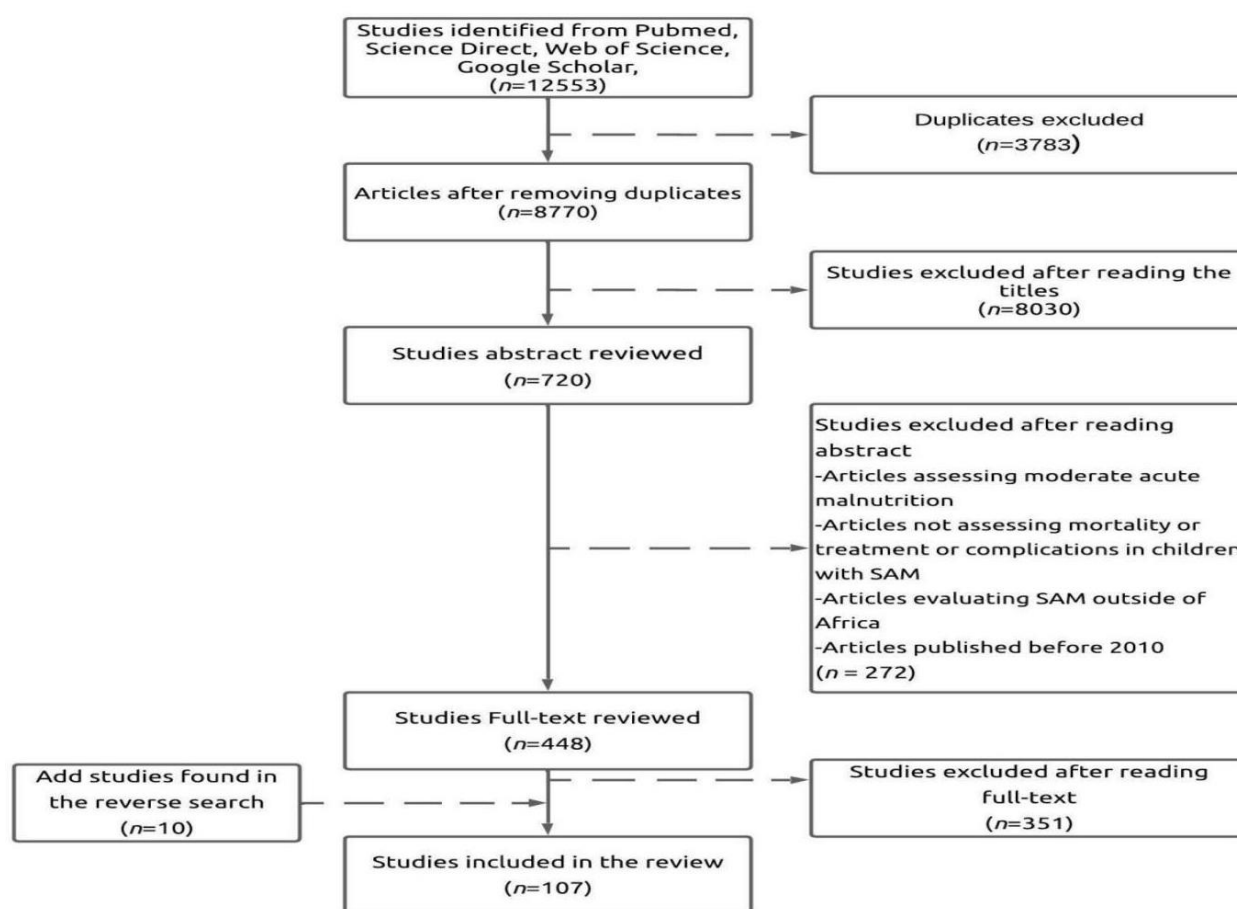 Studies identified from Pubmed,
Science Direct, Web of Science,
Google Scholar,
(n=12553)
Duplicates excluded
(n=3783)
Articles after removing duplicates
(n=8770)
Studies excluded after reading the
titles
(n=8030)
Studies abstract reviewed
(n=720)
Studies excluded after reading
abstract
-Articles assessing moderate acute
malnutrition
-Articles not assessing mortality or
treatment or complications in children
with SAM
-Articles evaluating SAM outside of
Africa
-Articles published before 2010
(n = 272)
Studies Full-text reviewed
(n=448)
Add studies found in
the reverse search
(n=10)
Studies excluded after reading
full-text
(n=351)
Studies included in the review
(n=107)